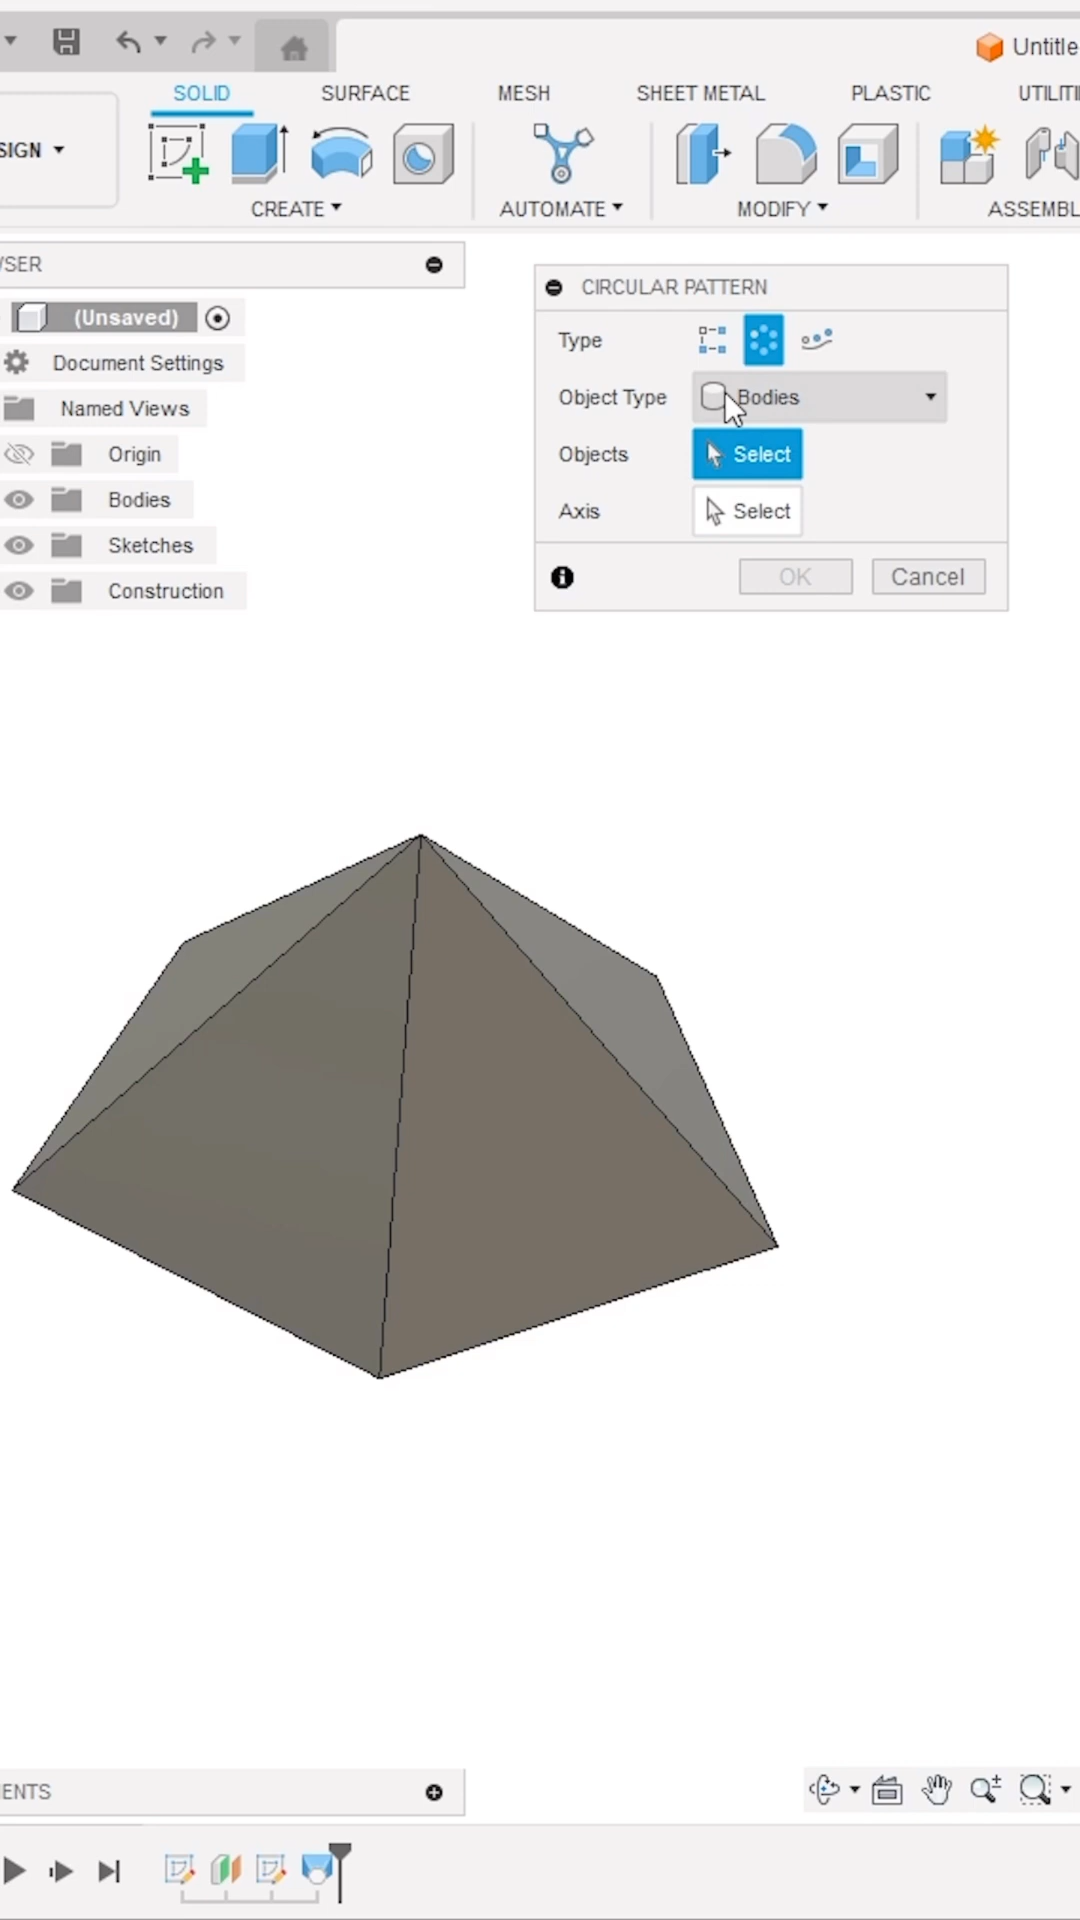 Untitle
SOLID SURFACE MESH SHEET METAL PLASTIC UTILITI
SIGN
CREATE AUTOMATE MODIFY ASSEMBL
SER
CIRCULAR PATTERN
(Unsaved)
Type
Document Settings
Object Type Bodies
Named Views
Origin
Objects Select
Bodies
Axis Select
Sketches
OK Cancel
Construction
ENTS